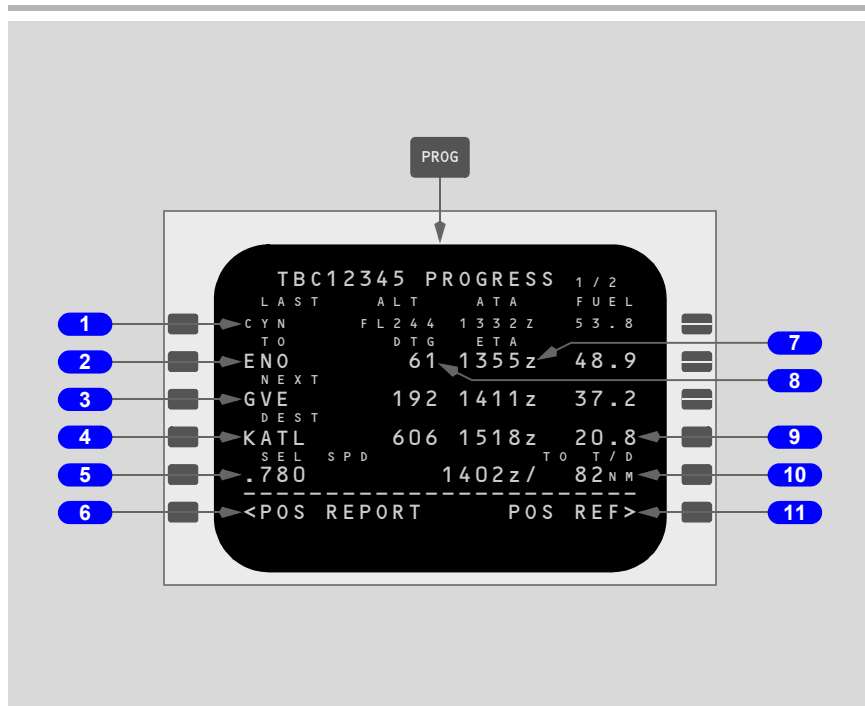 PROG
TBC12345 PROGRESS 1/2
LAST ALT ATA FUEL
1 CYN FL244 1332Z 53.8
TO DTG ETA
7
2 ENO 61 1355z 48.9
NEXT
8
3 GVE 192 1411z 37.2
DEST
4 KATL 606 1518z 20.8 9
SEL SPD TO T/D
5 .780 1402z/ 82NM 10
--------------------------
6 <POS REPORT POS REF> 11